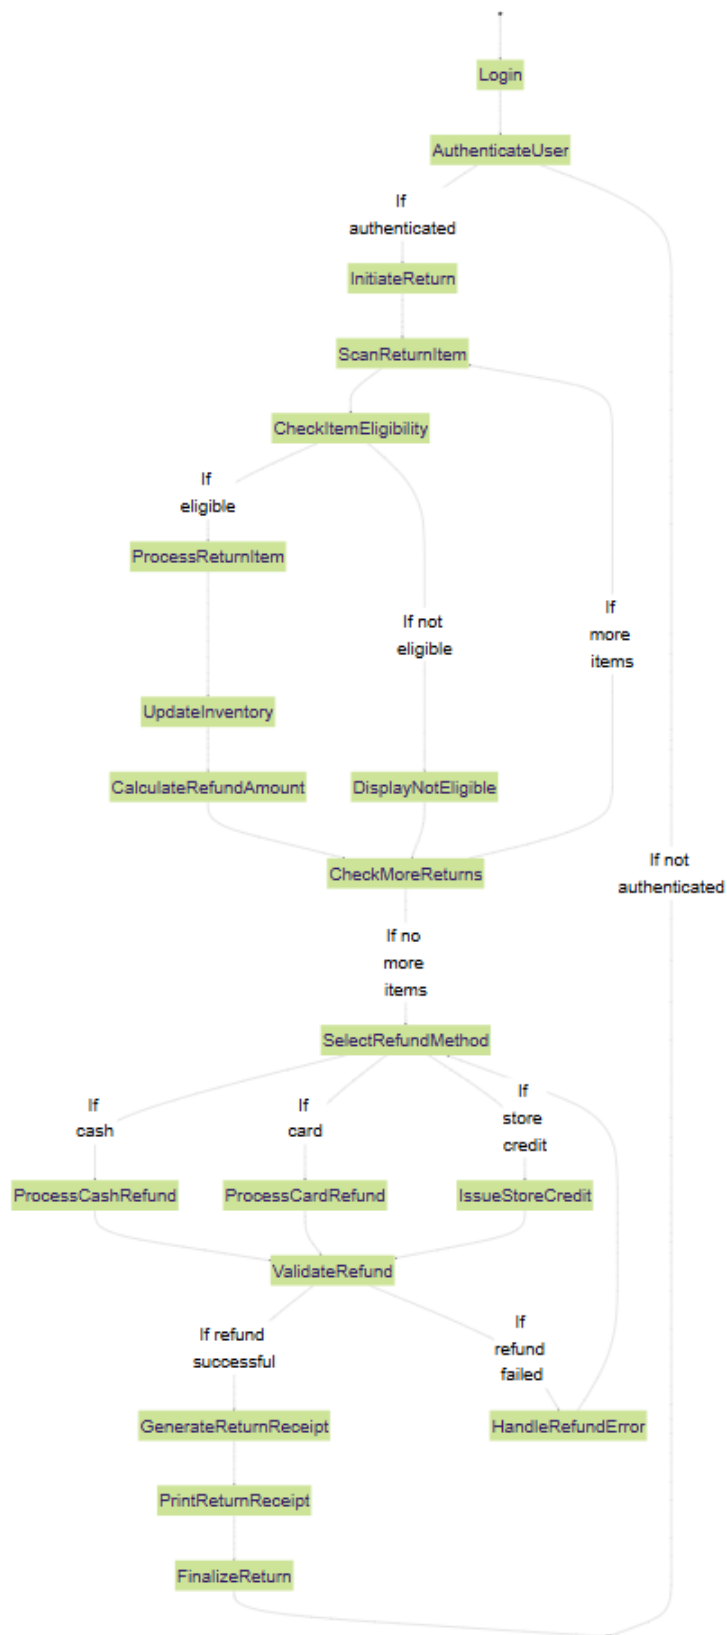 Login
AuthenticateUser
If
authenticated
InitiateReturn
ScanReturnItem
CheckItemEligibility
If
eligible
ProcessReturnItem
If not
eligible
If
more
items
UpdateInventory
CalculateRefundAmount
DisplayNotEligible
CheckMoreReturns
If not
authenticated
If no
more
items
SelectRefundMethod
If
cash
If
card
If
store
credit
ProcessCashRefund
ProcessCardRefund
IssueStoreCredit
ValidateRefund
If refund
successful
If
refund
failed
GenerateReturnReceipt
HandleRefundError
PrintReturnReceipt
FinalizeReturn